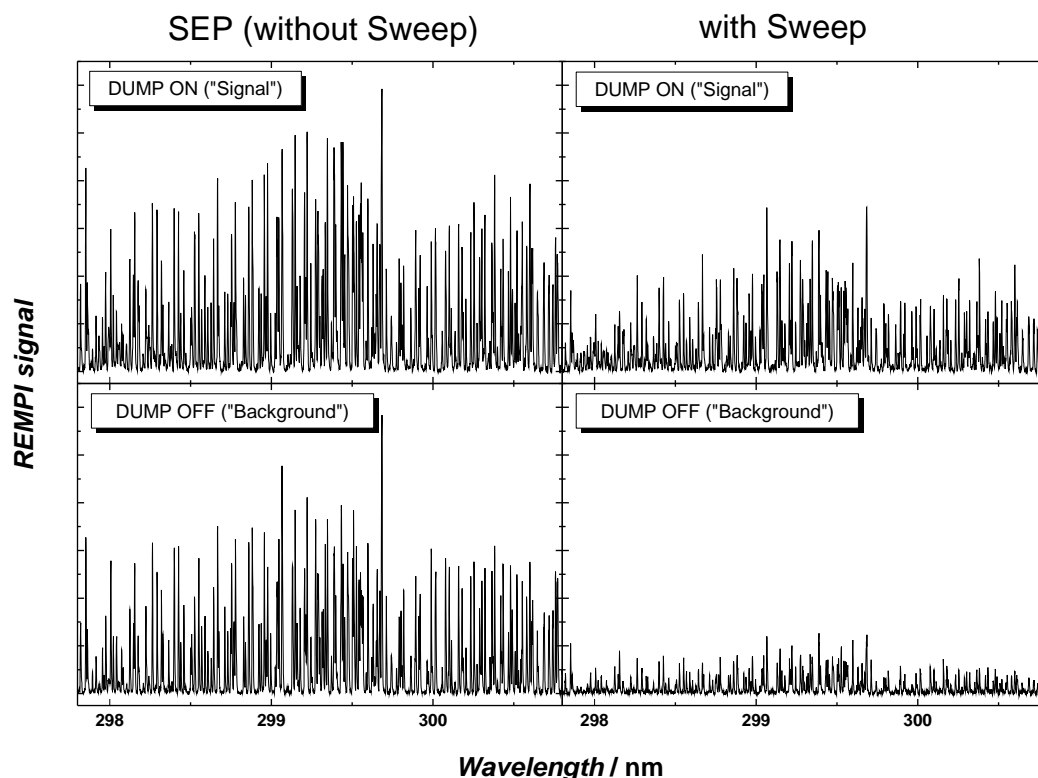 SEP (without Sweep)
with Sweep
DUMP ON ("Signal")
DUMP ON ("Signal")
DUMP OFF ("Background")
DUMP OFF ("Background")
REMPI signal
298 299 300 298 299 300
Wavelength / nm